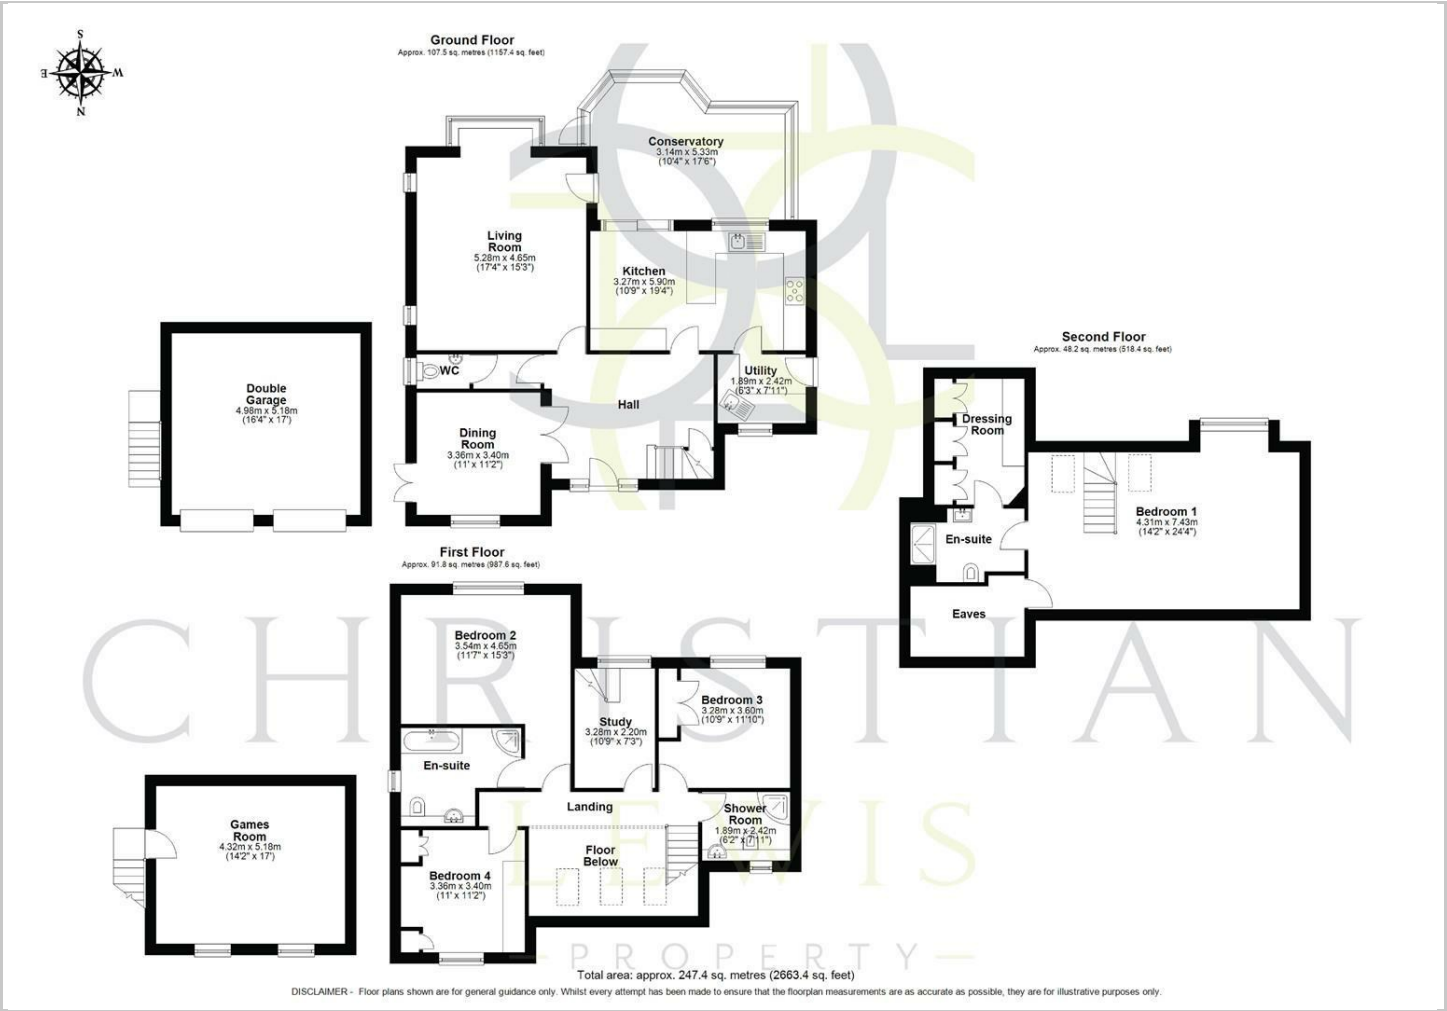 S
E
W
N
Ground Floor
Approx. 107.5 sq. metres (1157.4 sq. feet)
Conservatory
3.14m x 5.33m
(10'4" x 17'6")
Living
Room
5.28m x 4.65m
(17'4" x 15'3")
Kitchen
3.27m x 5.90m
(10'9" x 19'4")
WC
Utility
1.89m x 2.42m
(6'3" x 7'11")
Hall
Dining
Room
3.36m x 3.40m
(11' x 11'2")
Double
Garage
4.98m x 5.18m
(16'4" x 17')
Second Floor
Approx. 48.2 sq. metres (518.4 sq. feet)
Dressing
Room
Bedroom 1
4.31m x 7.43m
(14'2" x 24'4")
En-suite
Eaves
First Floor
Approx. 91.8 sq. metres (987.6 sq. feet)
Bedroom 2
3.54m x 4.65m
(11'7" x 15'3")
Study
3.28m x 2.20m
(10'9" x 7'3")
Bedroom 3
3.28m x 3.60m
(10'9" x 11'10")
En-suite
Landing
Shower
Room
1.89m x 2.42m
(6'2" x 7'11")
Floor
Below
Bedroom 4
3.36m x 3.40m
(11' x 11'2")
Games
Room
4.32m x 5.18m
(14'2" x 17')
CHRISTIAN
LEWIS
PROPERTY
Total area: approx. 247.4 sq. metres (2663.4 sq. feet)
DISCLAIMER - Floor plans shown are for general guidance only. Whilst every attempt has been made to ensure that the floorplan measurements are as accurate as possible, they are for illustrative purposes only.